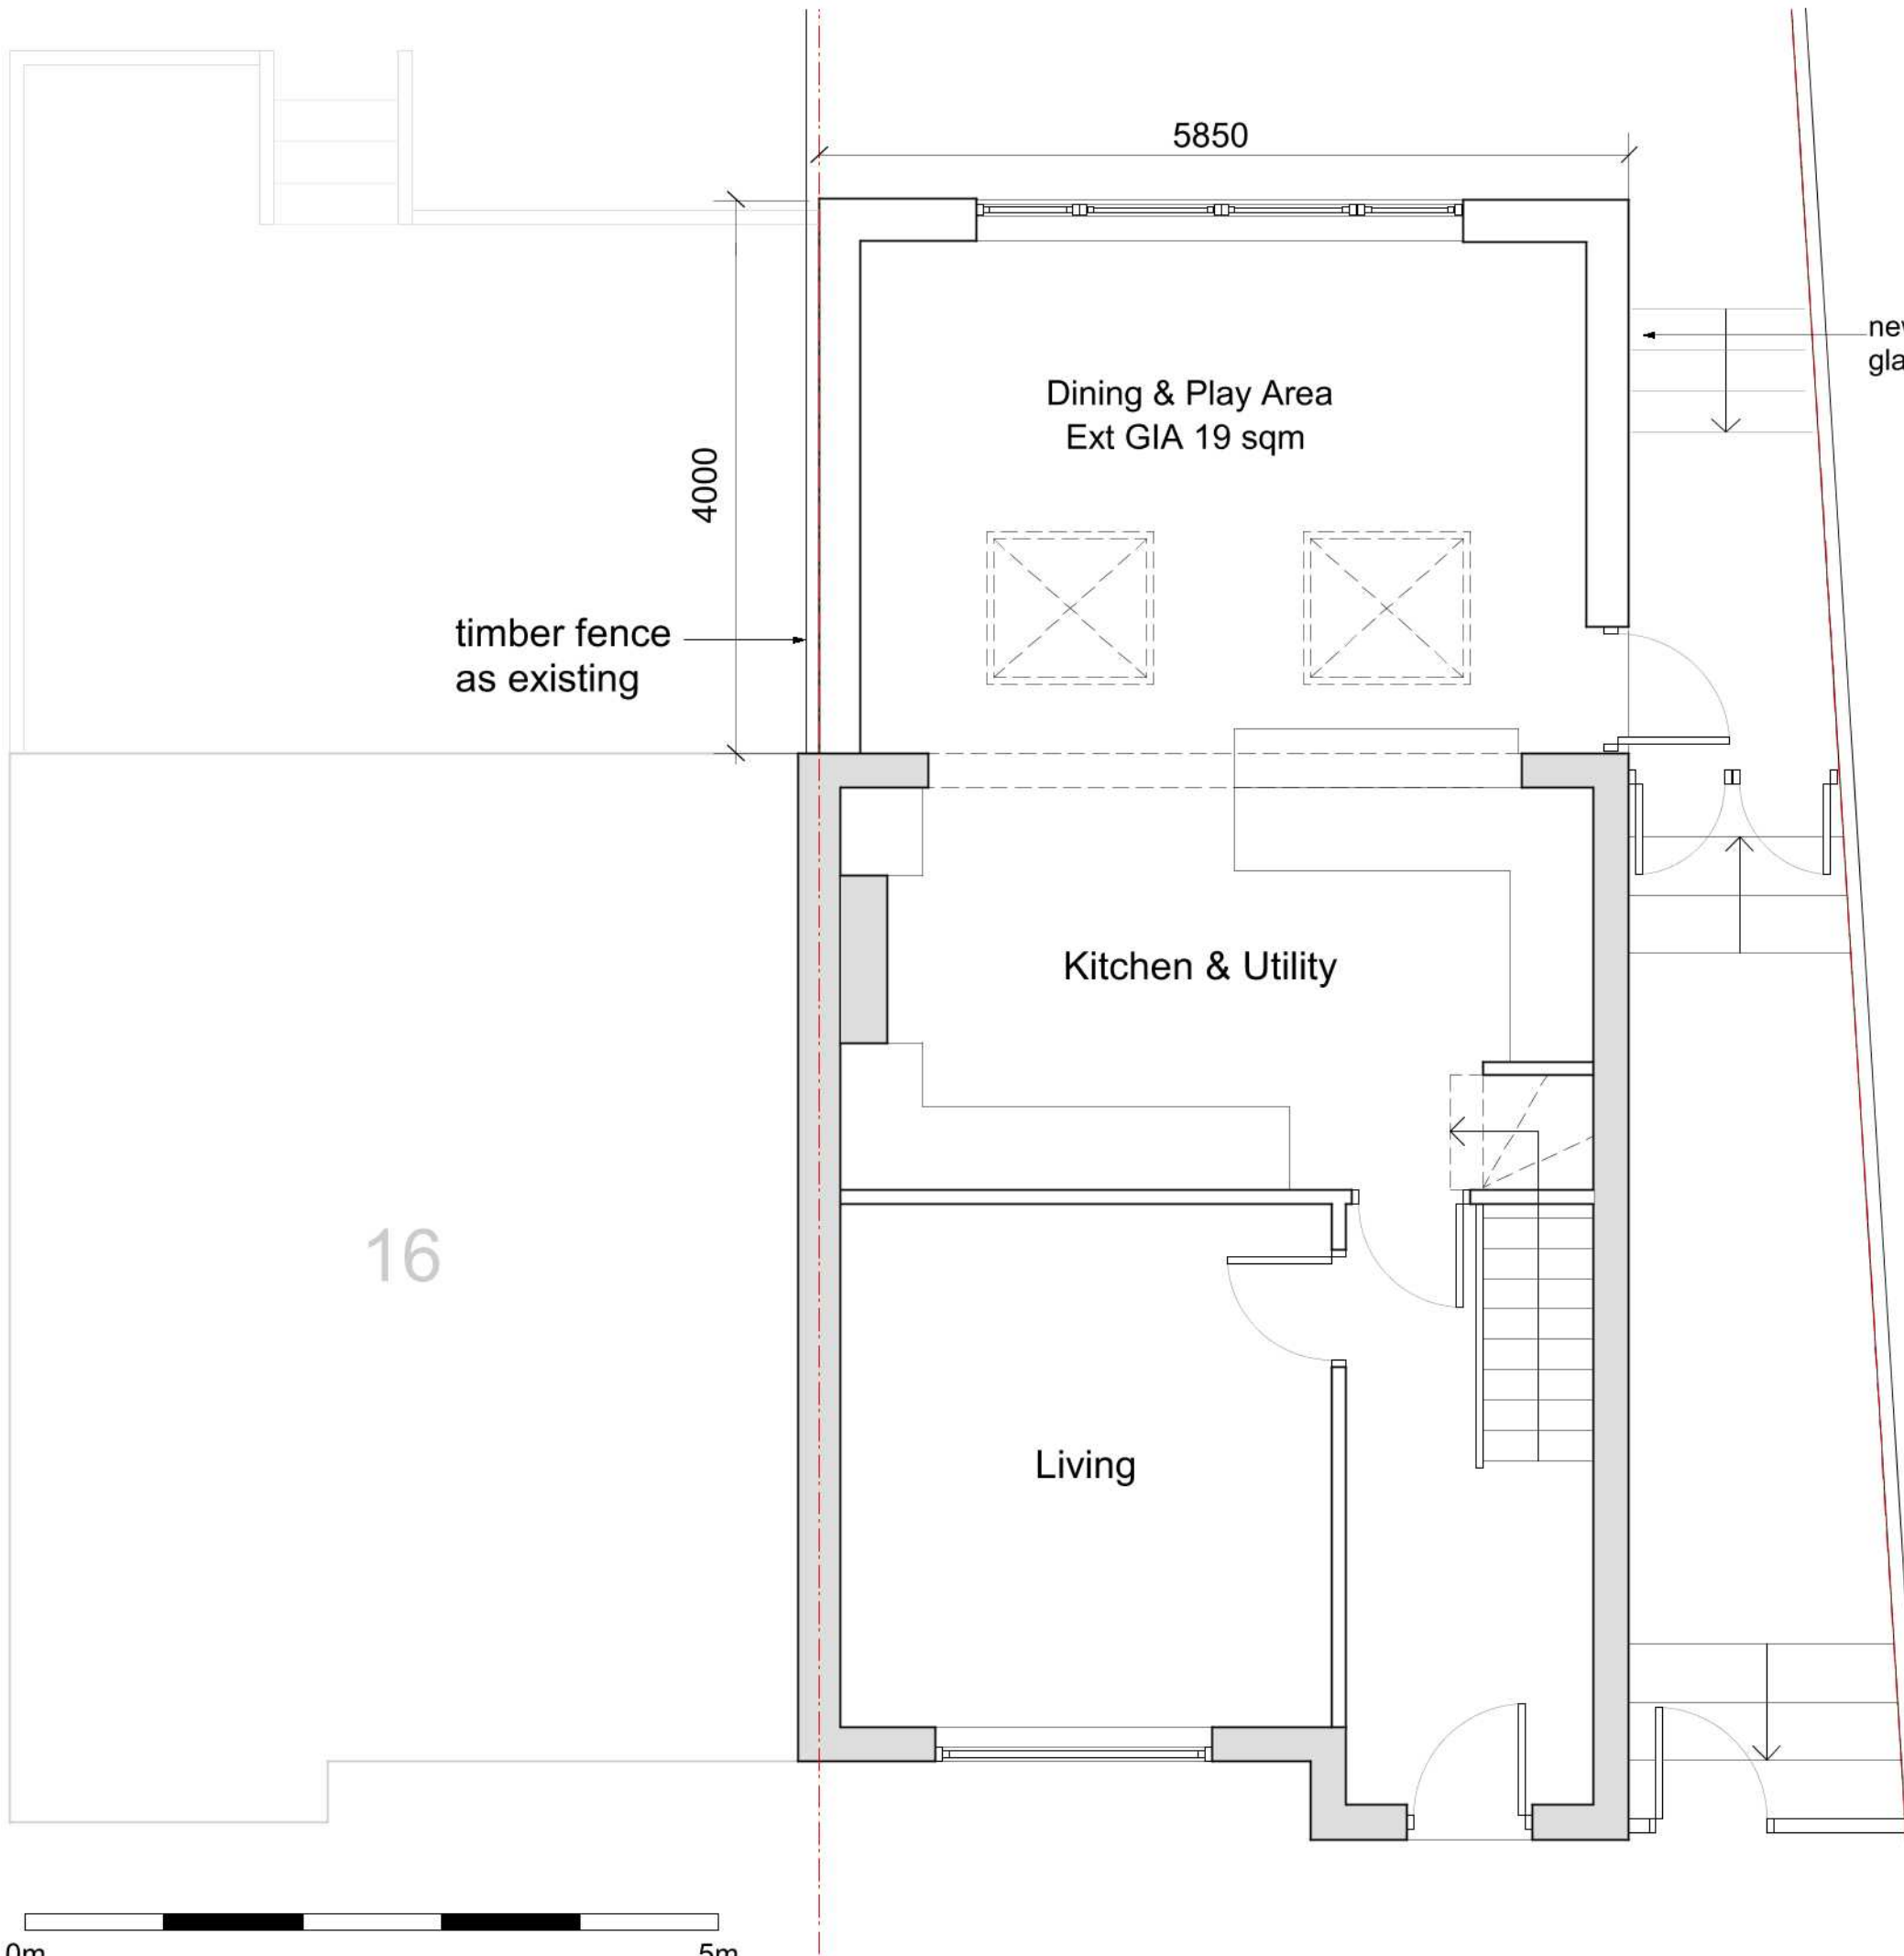 5850
Dining & Play Area
Ext GIA 19 sqm
4000
timber fence
as existing
Kitchen & Utility
16
Living
0m
5m